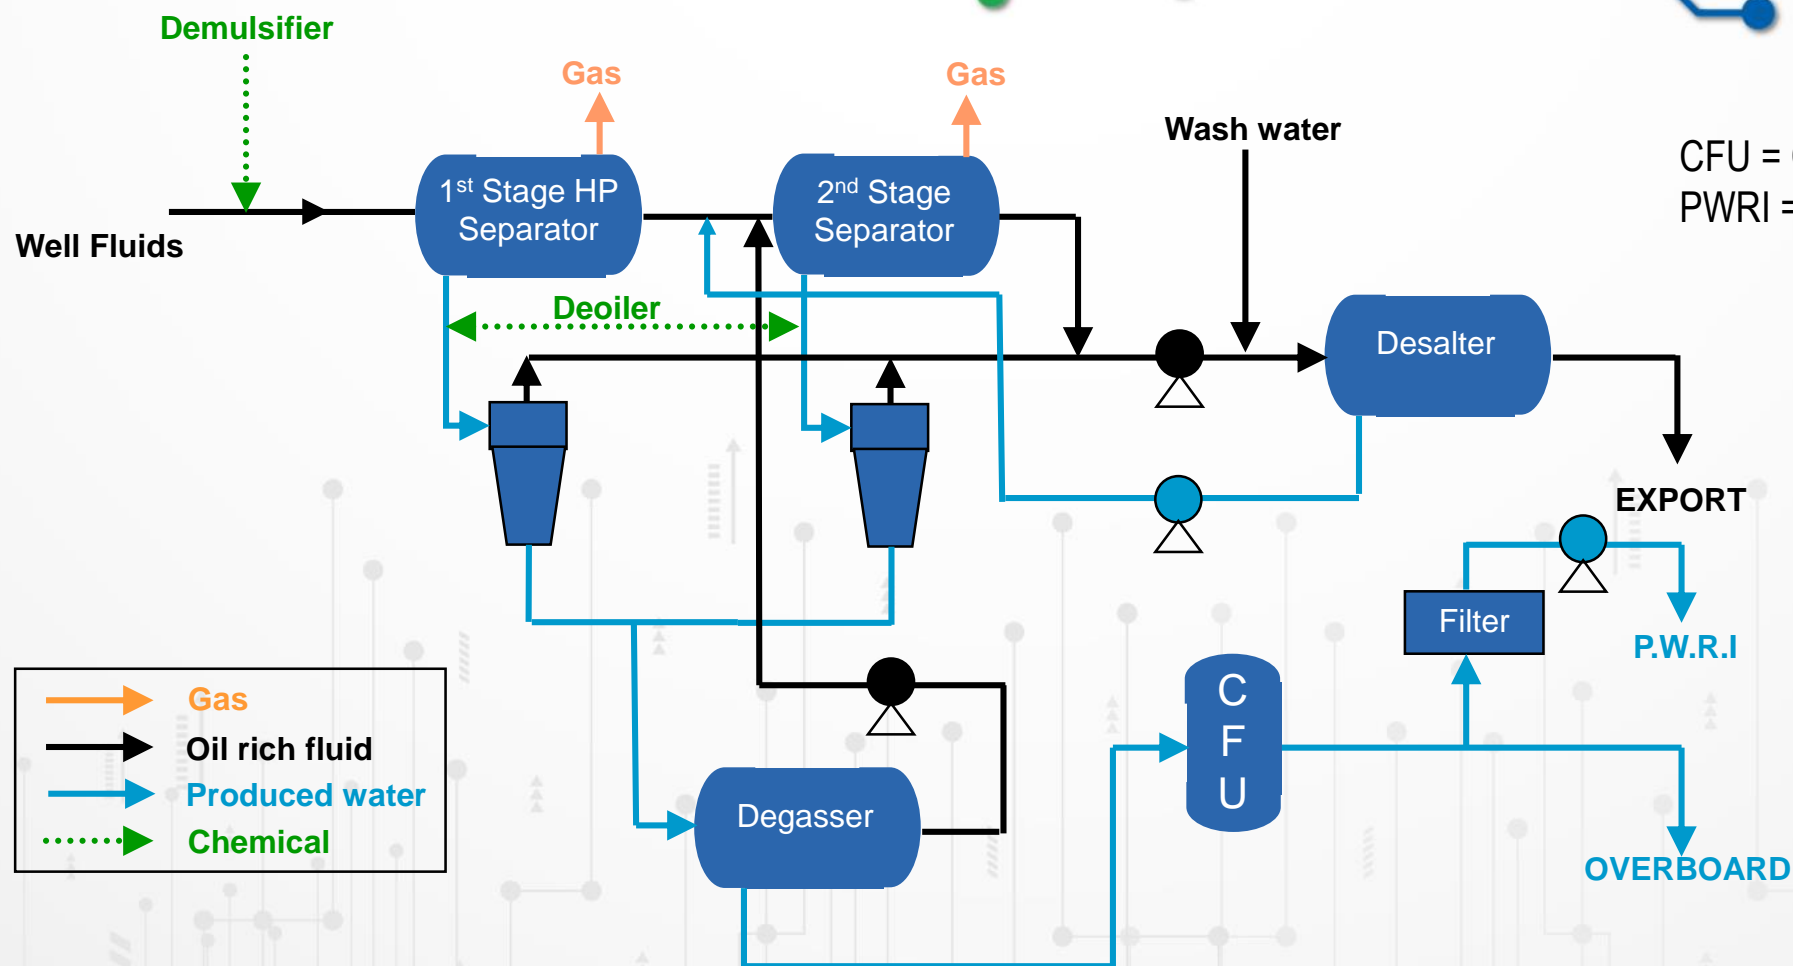 Demulsifier
Gas
Gas
Wash water
CFU =
PWRI =
1st Stage HP
Separator
2nd Stage
Separator
Well Fluids
Deoiler
Desalter
EXPORT
Filter
P.W.R.I
C
F
U
Gas
Oil rich fluid
Produced water
Chemical
Degasser
OVERBOARD